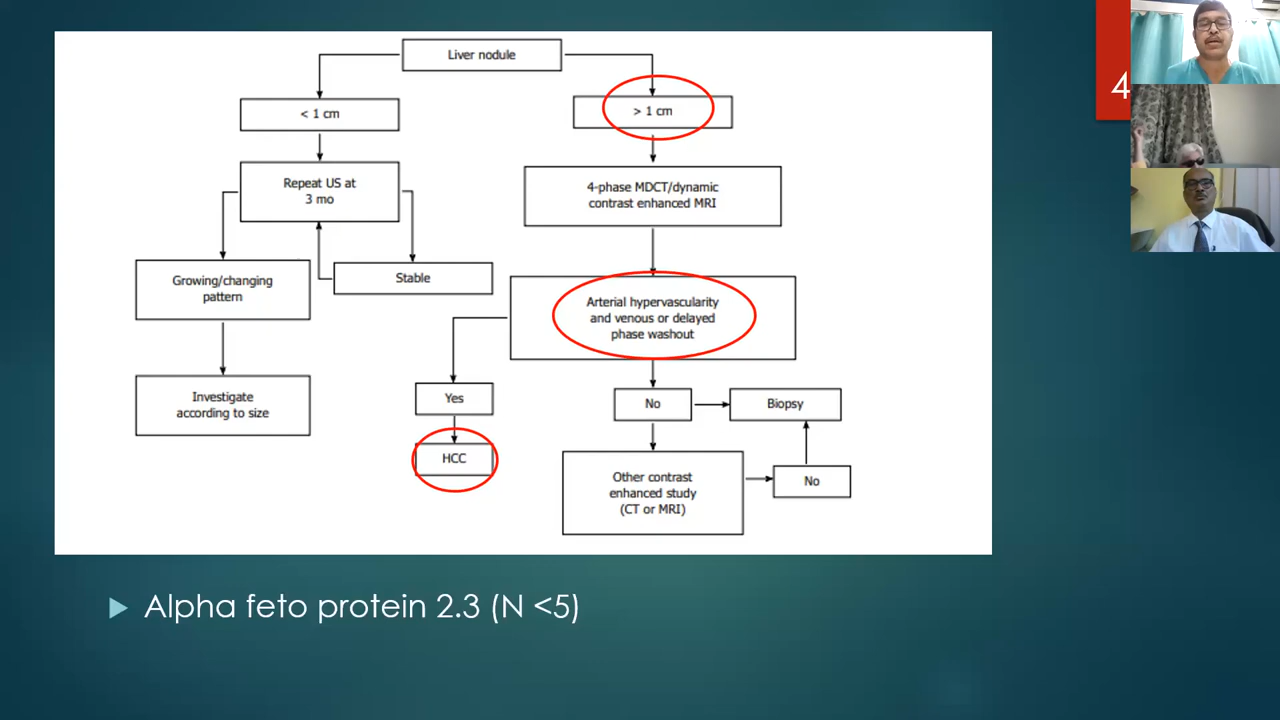 Liver nodule
< 1 cm
> 1 cm
Repeat US at
3 mo
4-phase MDCT/dynamic
contrast enhanced MRI
Growing/changing
pattern
Stable
Arterial hypervascularity
and venous or delayed
phase washout
Investigate
according to size
Yes
No
Biopsy
HCC
Other contrast
enhanced study
(CT or MRI)
No
Alpha feto protein 2.3 (N <5)
4